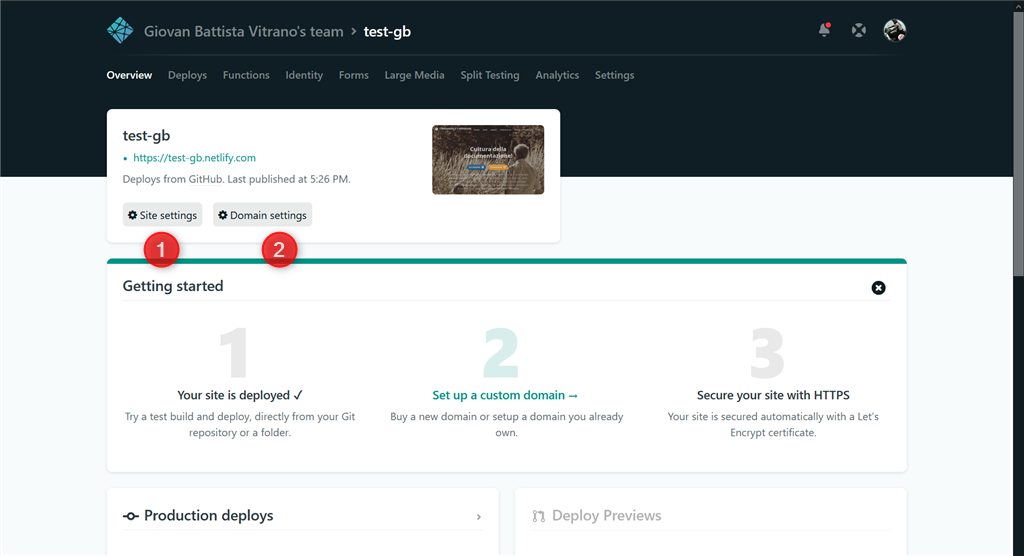 Giovan Battista Vitrano's team > test-gb
Overview Deploys Functions Identity Forms Large Media Split Testing Analytics Settings
test-gb
https://test-gb.netlify.com
Deploys from GitHub. Last published at 5:26 PM.
Site settings Domain settings
1 2
Cultura della
documentazione!
Getting started
1
Your site is deployed ✓
Try a test build and deploy, directly from your Git
repository or a folder.
2
Set up a custom domain →
Buy a new domain or setup a domain you already
own.
3
Secure your site with HTTPS
Your site is secured automatically with a Let's
Encrypt certificate.
Production deploys >
Deploy Previews